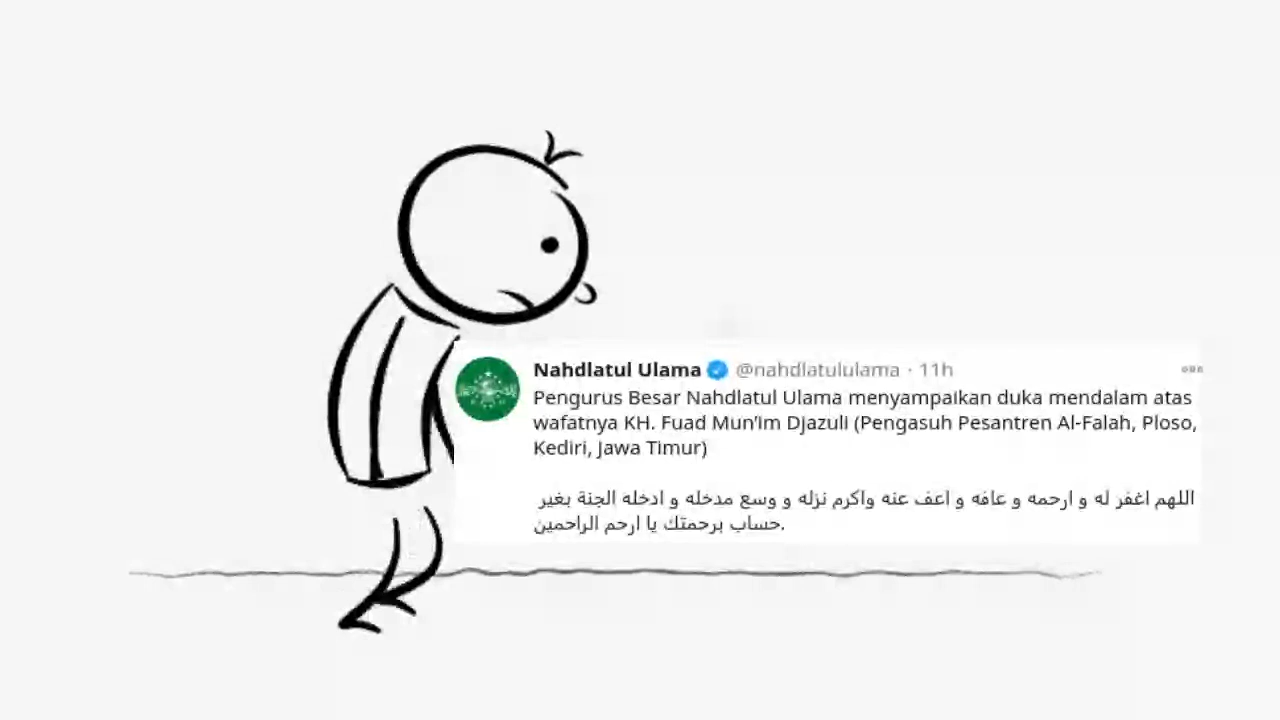 Nahdlatul Ulama @nahdlatululama · 11h
Pengurus Besar Nahdlatul Ulama menyampaikan duka mendalam atas
wafatnya KH. Fuad Mun'im Djazuli (Pengasuh Pesantren Al-Falah, Ploso,
Kediri, Jawa Timur)
اللهم اغفر له و ارحمه و عافه و اعف عنه واكرم نزله و وسع مدخله و ادخله الجنة بغير
حساب برحمتك يا ارحم الراحمين.